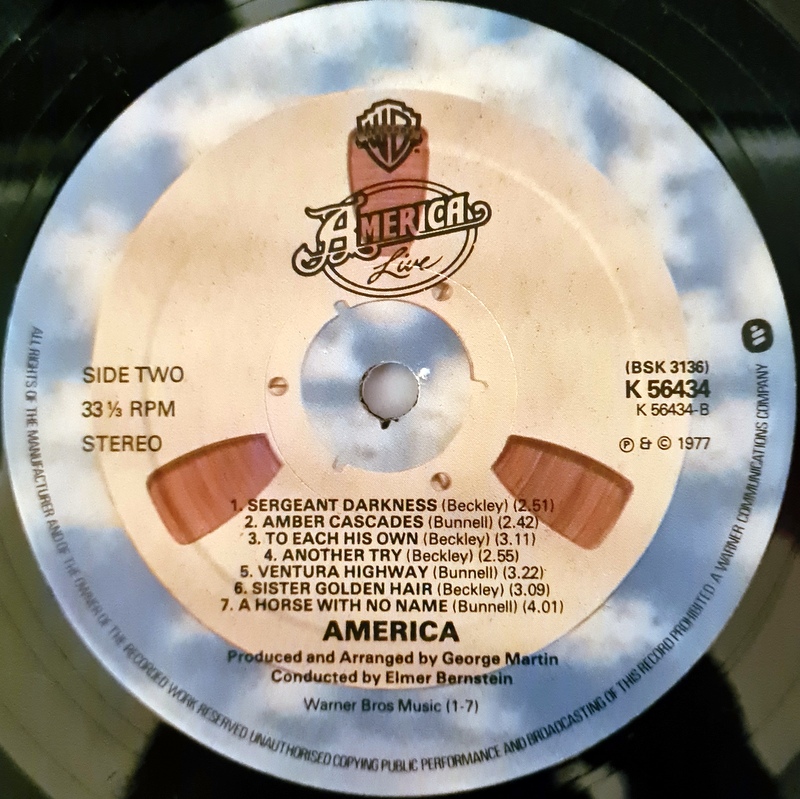 AMERICA
Live
SIDE TWO
33 ⅓ RPM
STEREO
(BSK 3136)
K 56434
K 56434-B
℗ & © 1977
1. SERGEANT DARKNESS (Beckley) (2.51)
2. AMBER CASCADES (Bunnell) (2.42)
3. TO EACH HIS OWN (Beckley) (3.11)
4. ANOTHER TRY (Beckley) (2.55)
5. VENTURA HIGHWAY (Bunnell) (3.22)
6. SISTER GOLDEN HAIR (Beckley) (3.09)
7. A HORSE WITH NO NAME (Bunnell) (4.01)
AMERICA
Produced and Arranged by George Martin
Conducted by Elmer Bernstein
Warner Bros Music (1-7)
ALL RIGHTS OF THE MANUFACTURER AND OF THE OWNER OF THE RECORDED WORK RESERVED UNAUTHORISED COPYING PUBLIC PERFORMANCE AND BROADCASTING OF THIS RECORD PROHIBITED A WARNER COMMUNICATIONS COMPANY